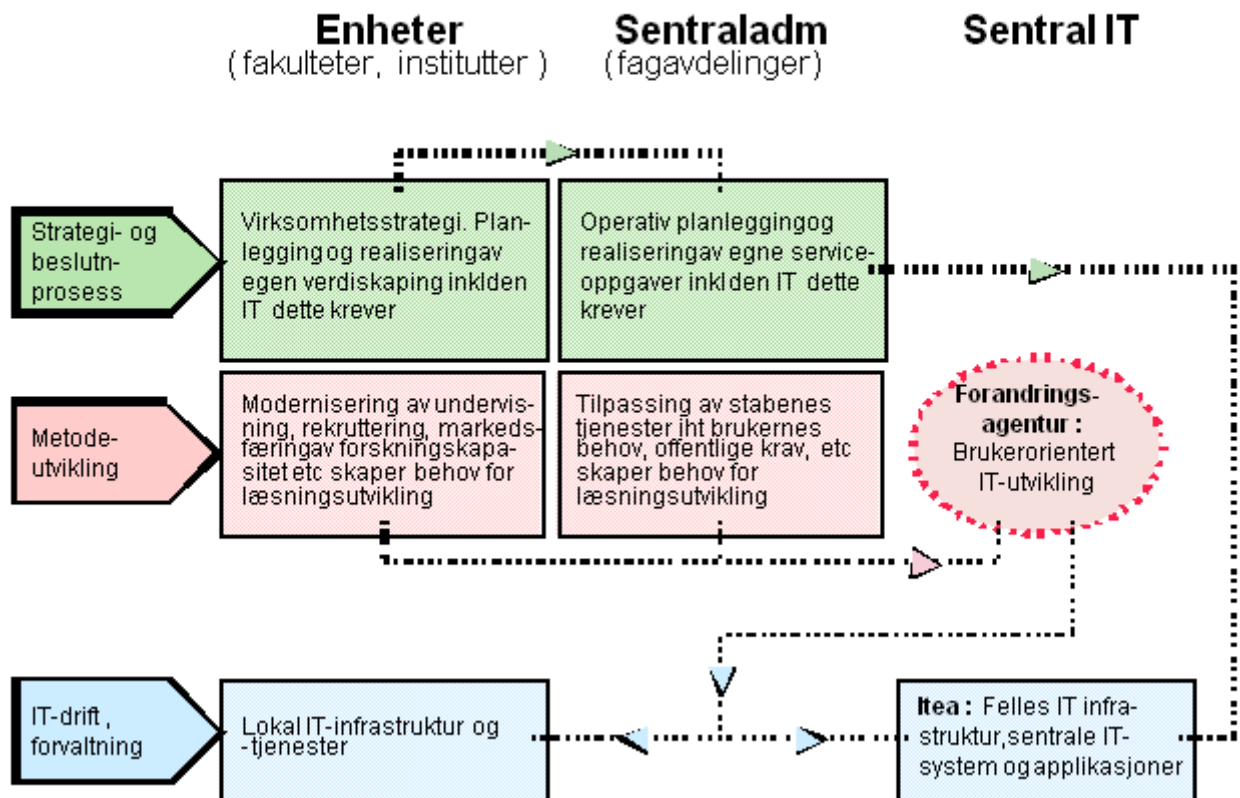 Enheter
(fakulteter, institutter )
Sentraladm
(fagavdelinger)
Sentral IT
Strategi- og
beslutn-
prosess
Virksomhetsstrategi. Plan-
legging og realisering av
egen verdiskaping inkl den
IT dette krever
Operativ planlegging og
realisering av egne service-
oppgaver inkl den IT dette
krever
Metode-
utvikling
Modernisering av undervis-
ning, rekruttering, markeds-
færing av forskningskapa-
sitet etc skaper behov for
læsningsutvikling
Tilpassing av stabenes
tjenester iht brukernes
behov, offentlige krav, etc
skaper behov for
læsningsutvikling
Forandrings-
agentur :
Brukerorientert
IT-utvikling
IT-drift ,
forvaltning
Lokal IT-infrastruktur og
-tjenester
Itea : Felles IT infra-
struktur,sentrale IT-
system og applikasjoner